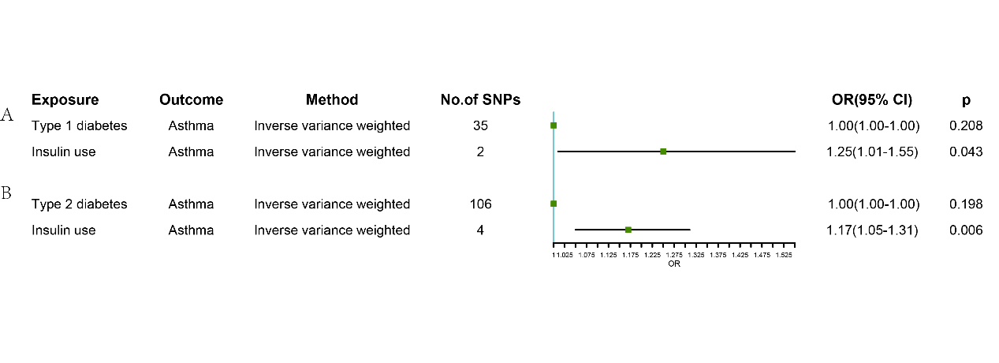 Exposure Outcome Method No.of SNPs OR(95% CI) p
A
Type 1 diabetes Asthma Inverse variance weighted 35 1.00(1.00-1.00) 0.208
Insulin use Asthma Inverse variance weighted 2 1.25(1.01-1.55) 0.043
B
Type 2 diabetes Asthma Inverse variance weighted 106 1.00(1.00-1.00) 0.198
Insulin use Asthma Inverse variance weighted 4 1.17(1.05-1.31) 0.006
1 1.025 1.075 1.125 1.175 1.225 1.275 1.325 1.375 1.425 1.475 1.525
OR